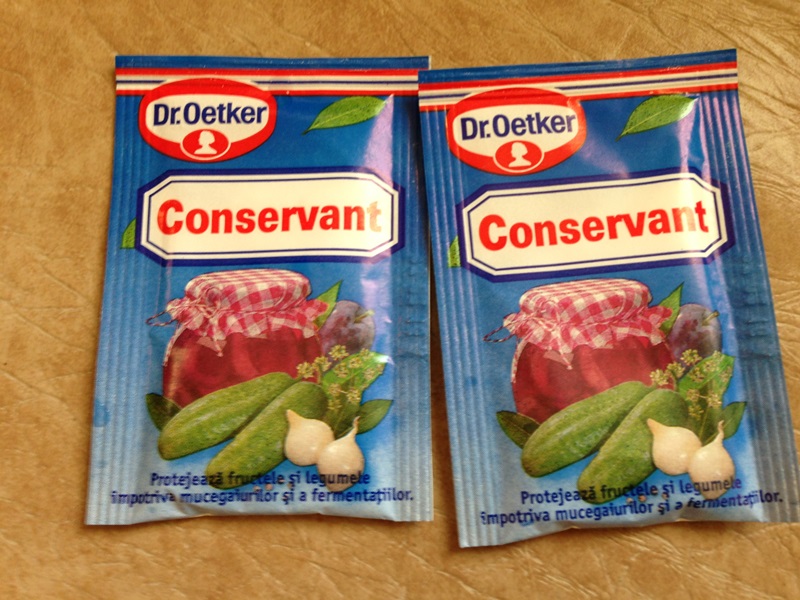 Dr.Oetker
Conservant
Protejează fructele și legumele
împotriva mucegaiurilor și a fermentațiilor.
Dr.Oetker
Conservant
Protejează fructele și legumele
împotriva mucegaiurilor și a fermentațiilor.